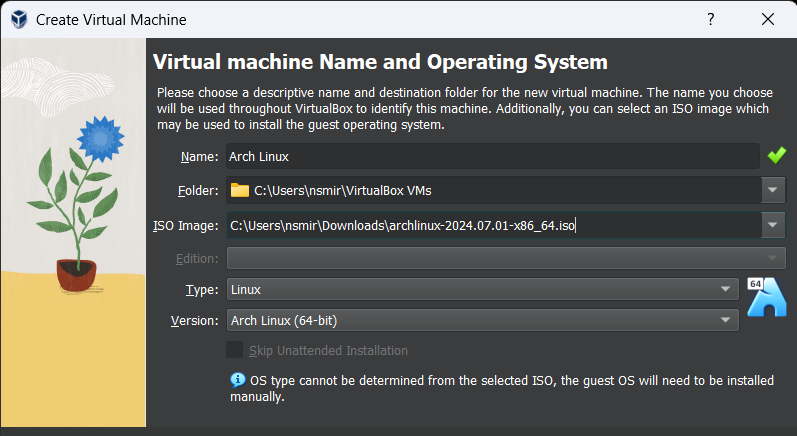 Create Virtual Machine
?
Virtual machine Name and Operating System
Please choose a descriptive name and destination folder for the new virtual machine. The name you choose
will be used throughout VirtualBox to identify this machine. Additionally, you can select an ISO image which
may be used to install the guest operating system.
Name: Arch Linux
Folder: C:\Users\nsmir\VirtualBox VMs
ISO Image: C:\Users\nsmir\Downloads\archlinux-2024.07.01-x86_64.iso
Edition:
Type: Linux
64
Version: Arch Linux (64-bit)
Skip Unattended Installation
OS type cannot be determined from the selected ISO, the guest OS will need to be installed
manually.